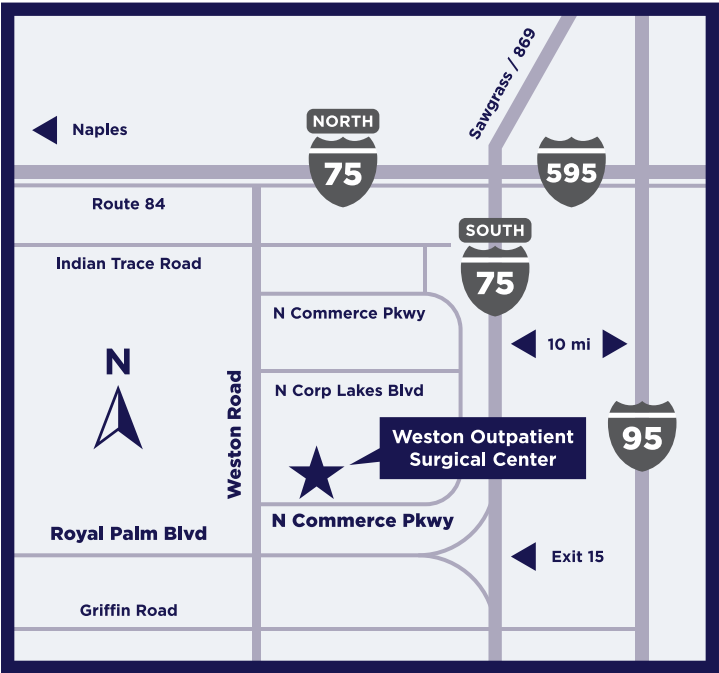 Sawgrass / 869
Naples
NORTH
75
595
Route 84
SOUTH
75
Indian Trace Road
N Commerce Pkwy
10 mi
N
Weston Road
N Corp Lakes Blvd
95
Weston Outpatient
Surgical Center
N Commerce Pkwy
Royal Palm Blvd
Exit 15
Griffin Road